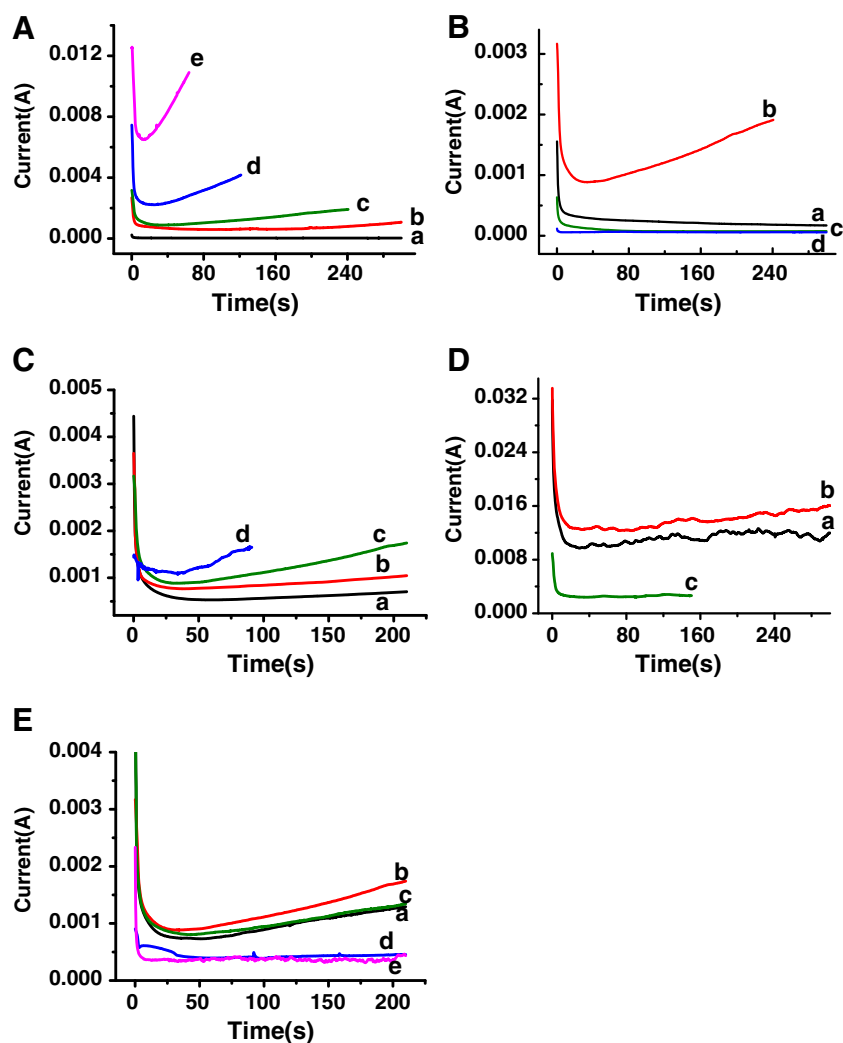 A
Current(A)
0.012
0.008
0.004
0.000
e
d
c
b
a
0
80
160
240
Time(s)
B
Current(A)
0.003
0.002
0.001
0.000
b
a
c
d
0
80
160
240
Time(s)
C
Current(A)
0.005
0.004
0.003
0.002
0.001
d
c
b
a
0
50
100
150
200
Time(s)
D
Current(A)
0.032
0.024
0.016
0.008
0.000
b
a
c
0
80
160
240
Time(s)
E
Current(A)
0.004
0.003
0.002
0.001
0.000
b
c
a
d
e
0
50
100
150
200
Time(s)